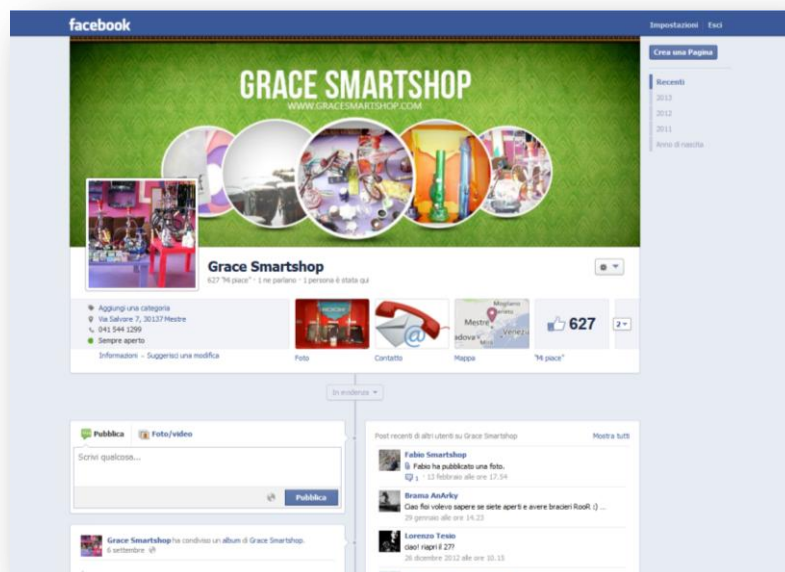 facebook
Impostazioni Esci
Crea una Pagina
Recenti
2013
2012
2011
Anno di nascita
GRACE SMARTSHOP
WWW.GRACESMARTSHOP.COM
Grace Smartshop
627 "Mi piace" · 1 ne parlano · 1 persona è stata qui
Aggiungi una categoria
Via Salvore 7, 30137 Mestre
041 544 1299
Sempre aperto
Informazioni – Suggerisci una modifica
Foto
Contatto
Mogliano
Mestre
Venezia
Mappa
627
"Mi piace"
2
In evidenza
Pubblica Foto/video
Scrivi qualcosa...
Pubblica
Grace Smartshop ha condiviso un album di Grace Smartshop.
6 settembre
Post recenti di altri utenti su Grace Smartshop Mostra tutti
Fabio Smartshop
Fabio ha pubblicato una foto.
1 · 13 febbraio alle ore 17.54
Brama AnArky
Ciao fioi volevo sapere se siete aperti e avere bracieri RooR :) ...
29 gennaio alle ore 14.23
Lorenzo Tesio
ciao! riapri il 27?
26 dicembre 2012 alle ore 10.15